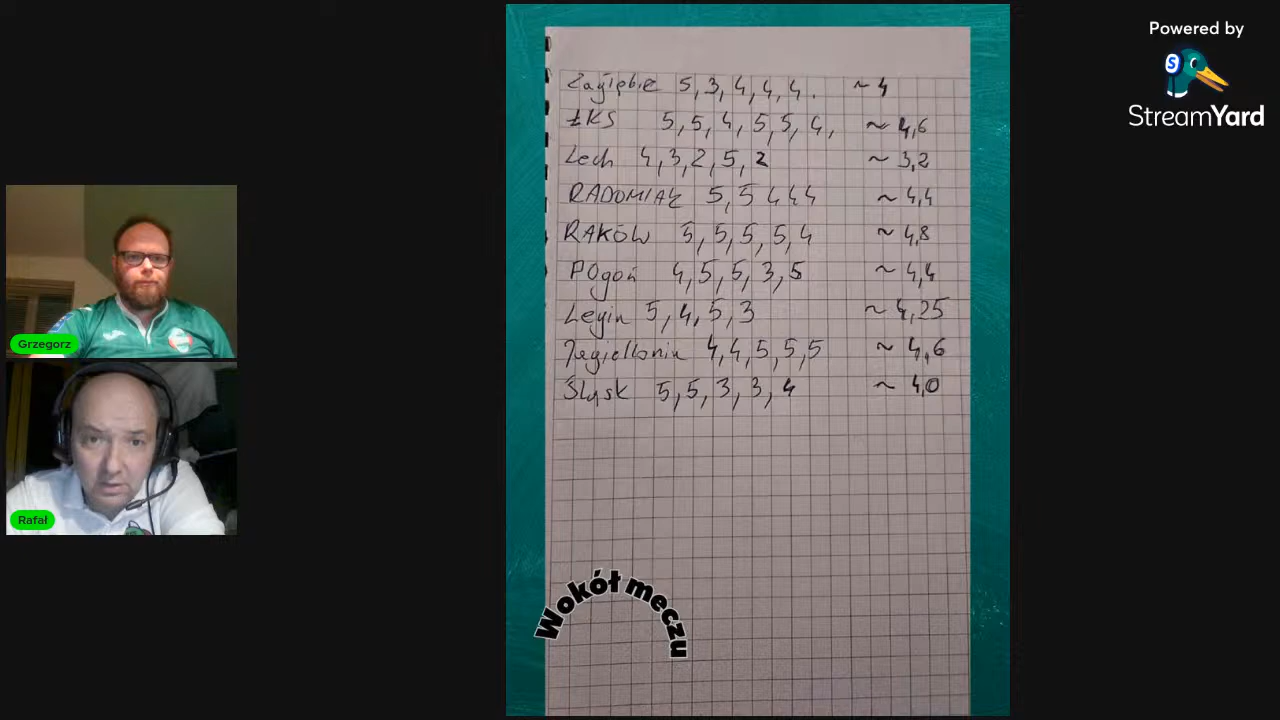 Powered by
StreamYard
Zagłębie 5,3,4,4,4. ~ 4
ŁKS 5,5,4,5,5,4, ~ 4,6
Lech 4,3,2,5,2 ~ 3,2
RADOMIAK 5,5 4 4 4 ~ 4,4
RAKÓW 5,5,5,5,4 ~ 4,8
POgoń 4,5,5,3,5 ~ 4,4
Legia 5,4,5,3 ~ 4,25
Jagiellonia 4,4,5,5,5 ~ 4,6
Śląsk 5,5,3,3,4 ~ 4,0
Grzegorz
Rafał
Wokół meczu